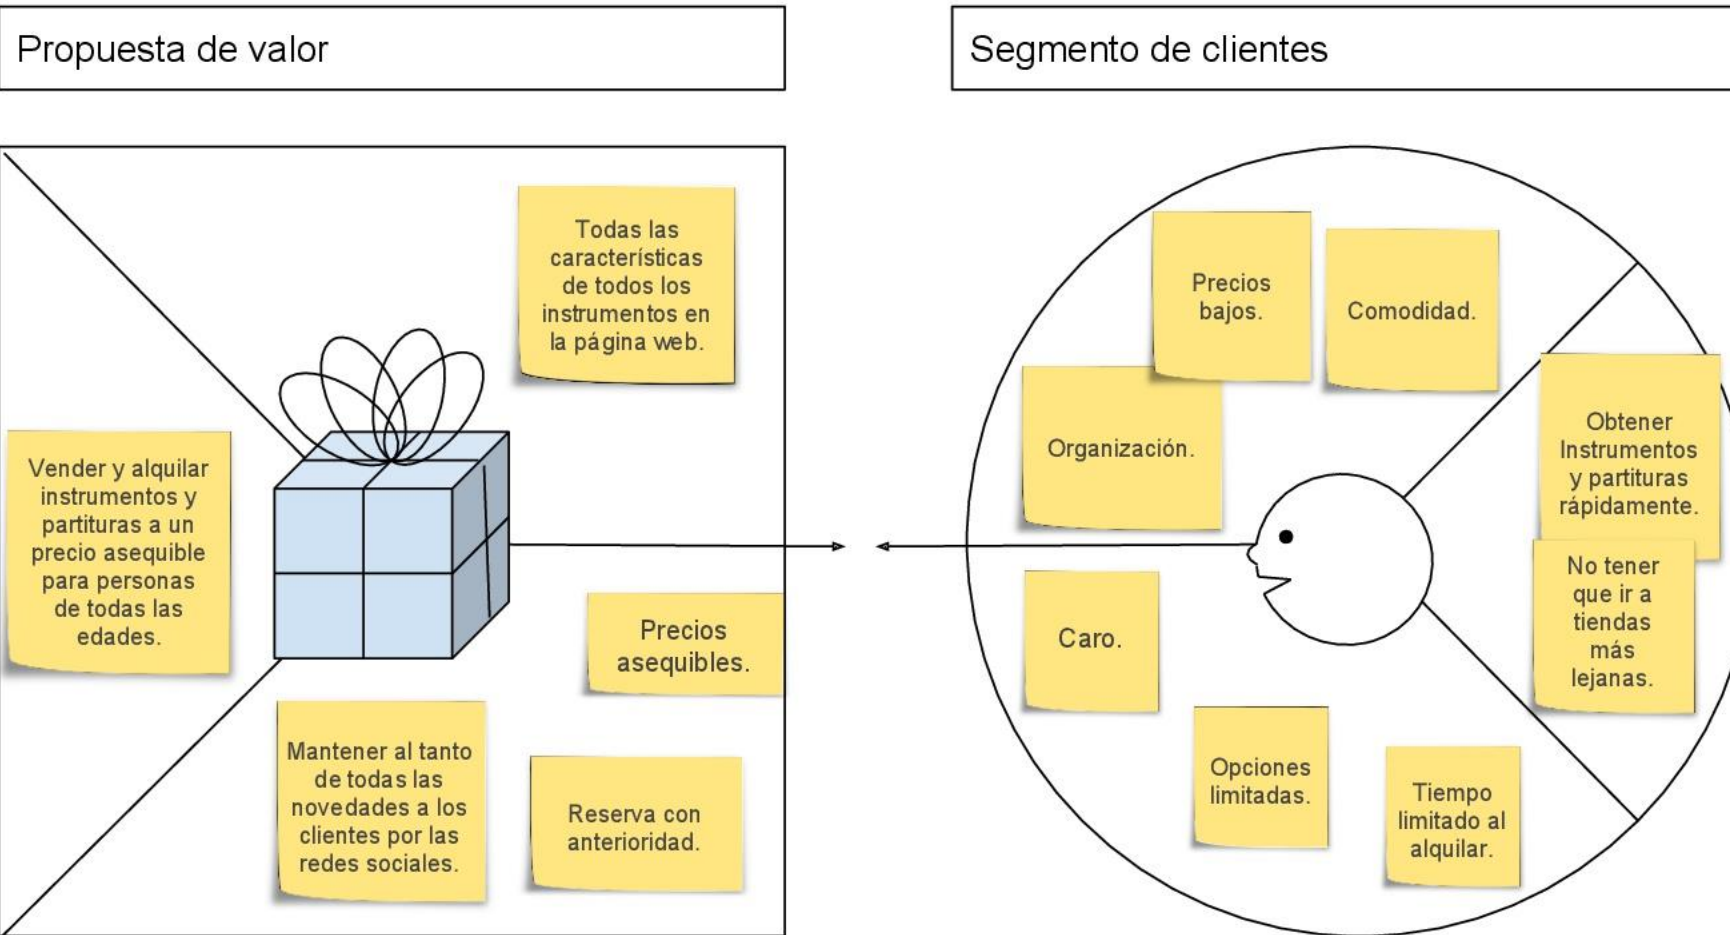 Propuesta de valor
Segmento de clientes
Todas las
características
de todos los
instrumentos en
la página web.
Vender y alquilar
instrumentos y
partituras a un
precio asequible
para personas
de todas las
edades.
Precios
asequibles.
Mantener al tanto
de todas las
novedades a los
clientes por las
redes sociales.
Reserva con
anterioridad.
Precios
bajos.
Comodidad.
Organización.
Obtener
Instrumentos
y partituras
rápidamente.
No tener
que ir a
tiendas
más
lejanas.
Caro.
Opciones
limitadas.
Tiempo
limitado al
alquilar.